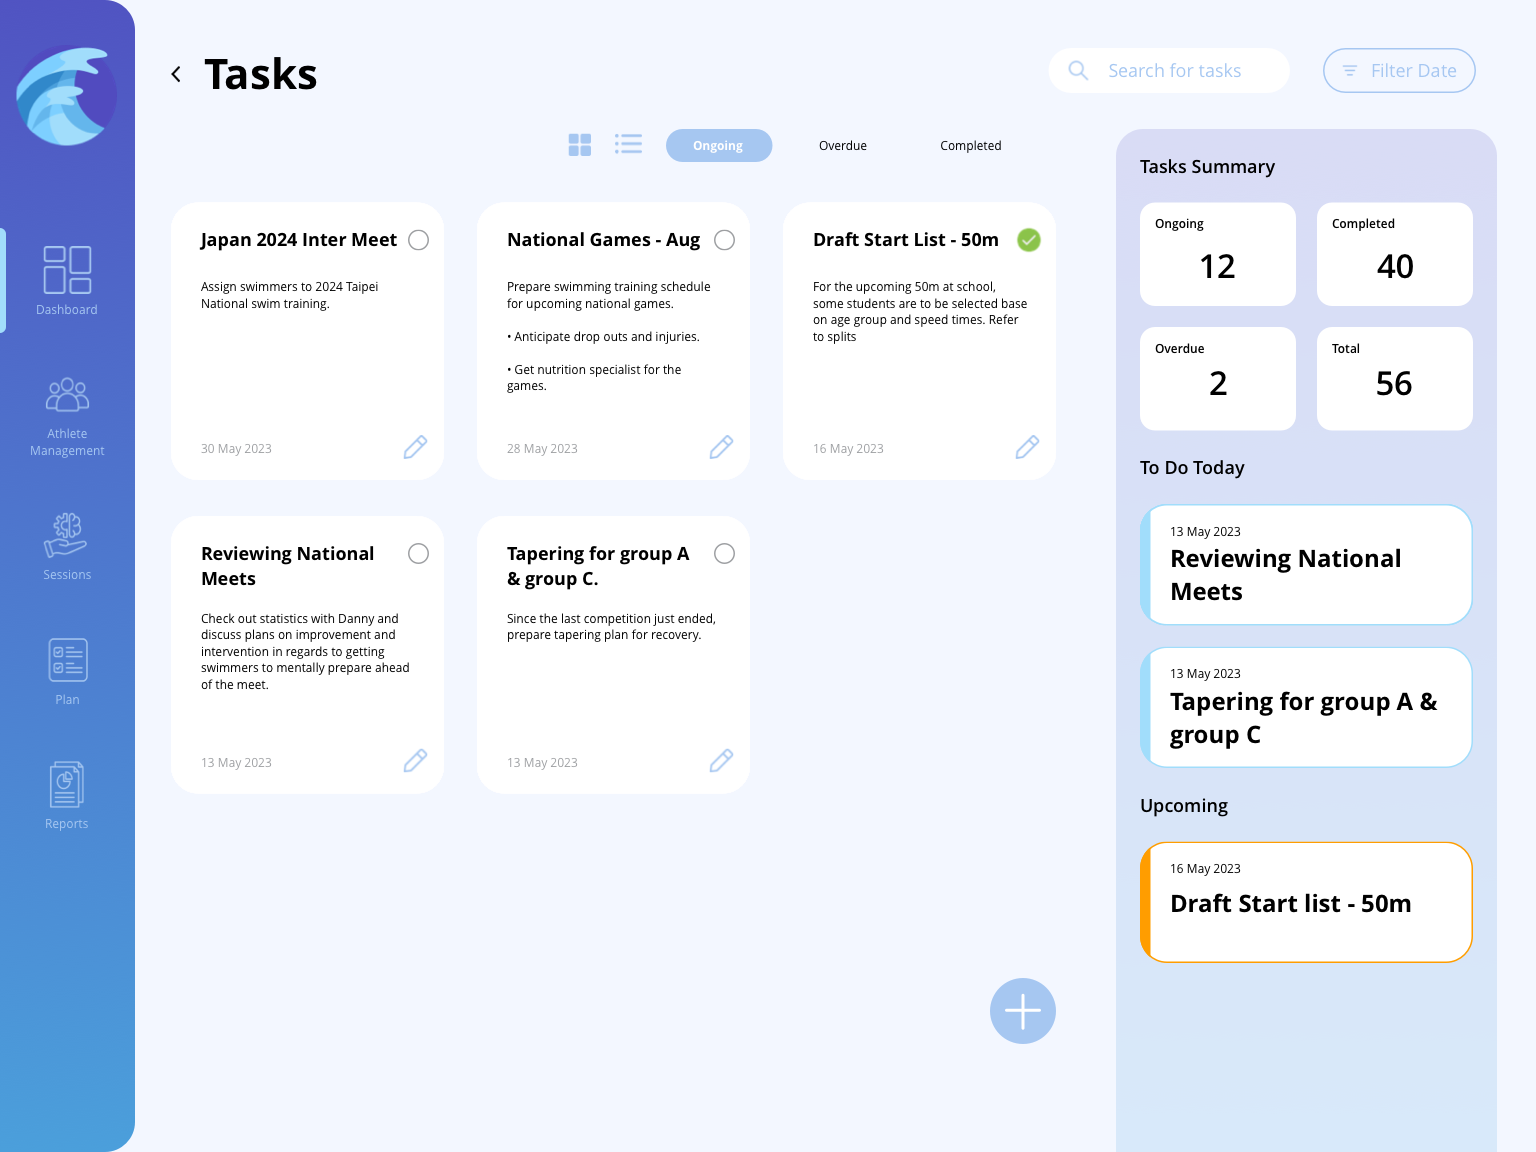 Tasks
Search for tasks
Filter Date
Ongoing
Overdue
Completed
Dashboard
Athlete
Management
Sessions
Plan
Reports
Japan 2024 Inter Meet
Assign swimmers to 2024 Taipei
National swim training.
30 May 2023
National Games - Aug
Prepare swimming training schedule
for upcoming national games.
• Anticipate drop outs and injuries.
• Get nutrition specialist for the
games.
28 May 2023
Draft Start List - 50m
For the upcoming 50m at school,
some students are to be selected base
on age group and speed times. Refer
to splits
16 May 2023
Reviewing National
Meets
Check out statistics with Danny and
discuss plans on improvement and
intervention in regards to getting
swimmers to mentally prepare ahead
of the meet.
13 May 2023
Tapering for group A
& group C.
Since the last competition just ended,
prepare tapering plan for recovery.
13 May 2023
Tasks Summary
Ongoing
12
Completed
40
Overdue
2
Total
56
To Do Today
13 May 2023
Reviewing National
Meets
13 May 2023
Tapering for group A &
group C
Upcoming
16 May 2023
Draft Start list - 50m